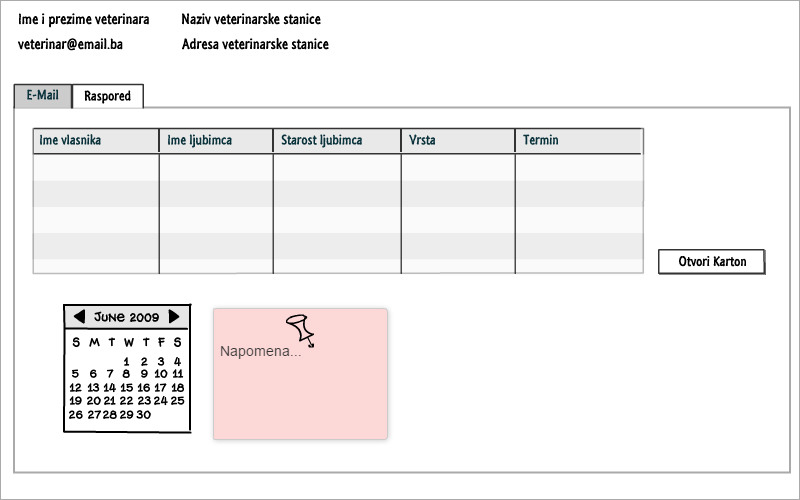 Ime i prezime veterinara Naziv veterinarske stanice
veterinar@email.ba Adresa veterinarske stanice
E-Mail Raspored
Ime vlasnika Ime ljubimca Starost ljubimca Vrsta Termin
Otvori Karton
June 2009
S M T W T F S
1 2 3 4
5 6 7 8 9 10 11
12 13 14 15 16 17 18
19 20 21 22 23 24 25
26 27 28 29 30
Napomena...